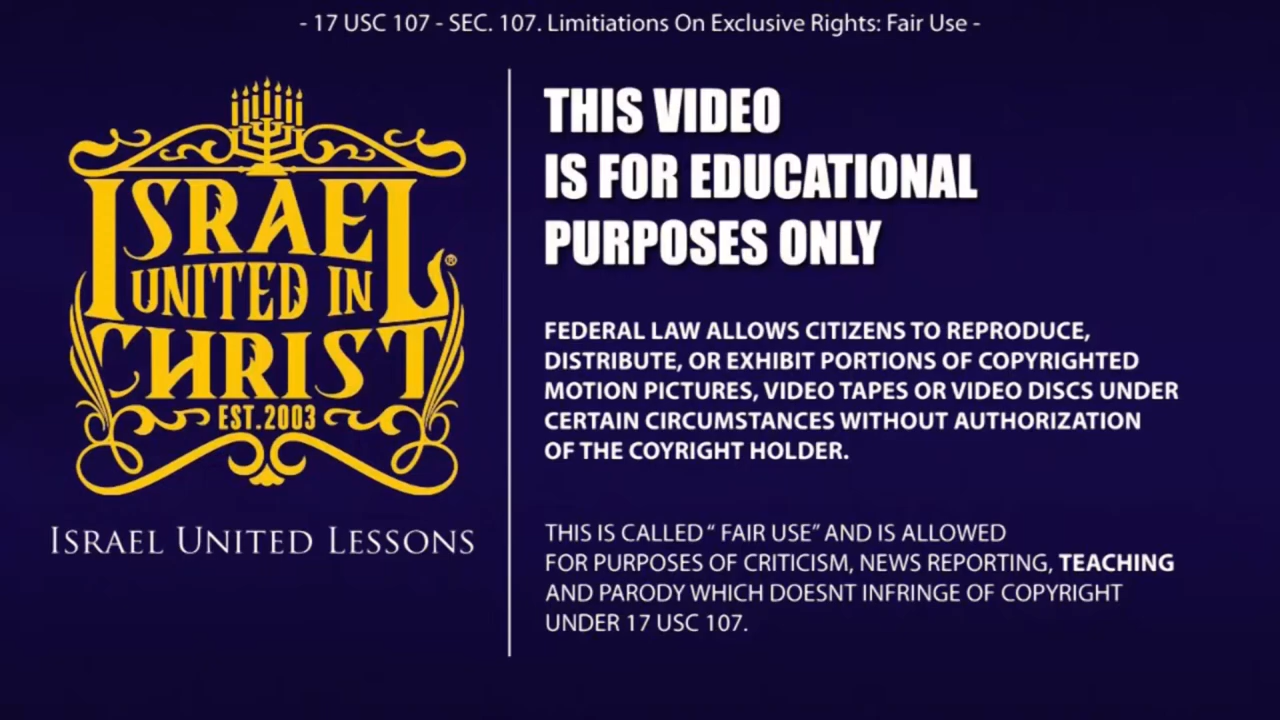 - 17 USC 107 - SEC. 107. Limitiations On Exclusive Rights: Fair Use -
ISRAEL
UNITED IN
CHRIST
EST.2003
®
ISRAEL UNITED LESSONS
THIS VIDEO
IS FOR EDUCATIONAL
PURPOSES ONLY
FEDERAL LAW ALLOWS CITIZENS TO REPRODUCE,
DISTRIBUTE, OR EXHIBIT PORTIONS OF COPYRIGHTED
MOTION PICTURES, VIDEO TAPES OR VIDEO DISCS UNDER
CERTAIN CIRCUMSTANCES WITHOUT AUTHORIZATION
OF THE COYRIGHT HOLDER.
THIS IS CALLED “ FAIR USE” AND IS ALLOWED
FOR PURPOSES OF CRITICISM, NEWS REPORTING, TEACHING
AND PARODY WHICH DOESNT INFRINGE OF COPYRIGHT
UNDER 17 USC 107.